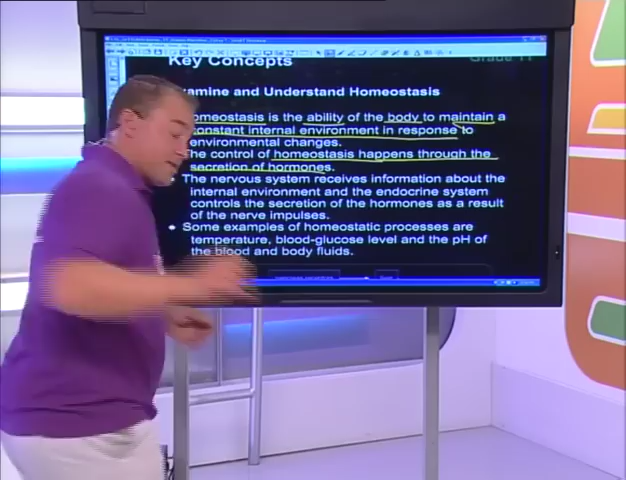 Key Concepts
Grade 11
amine and Understand Homeostasis
omeostasis is the ability of the body to maintain a
constant internal environment in response to
environmental changes.
he control of homeostasis happens through the
secretion of hormones.
The nervous system receives information about the
internal environment and the endocrine system
controls the secretion of the hormones as a result
of the nerve impulses.
• Some examples of homeostatic processes are
temperature, blood-glucose level and the pH of
the blood and body fluids.